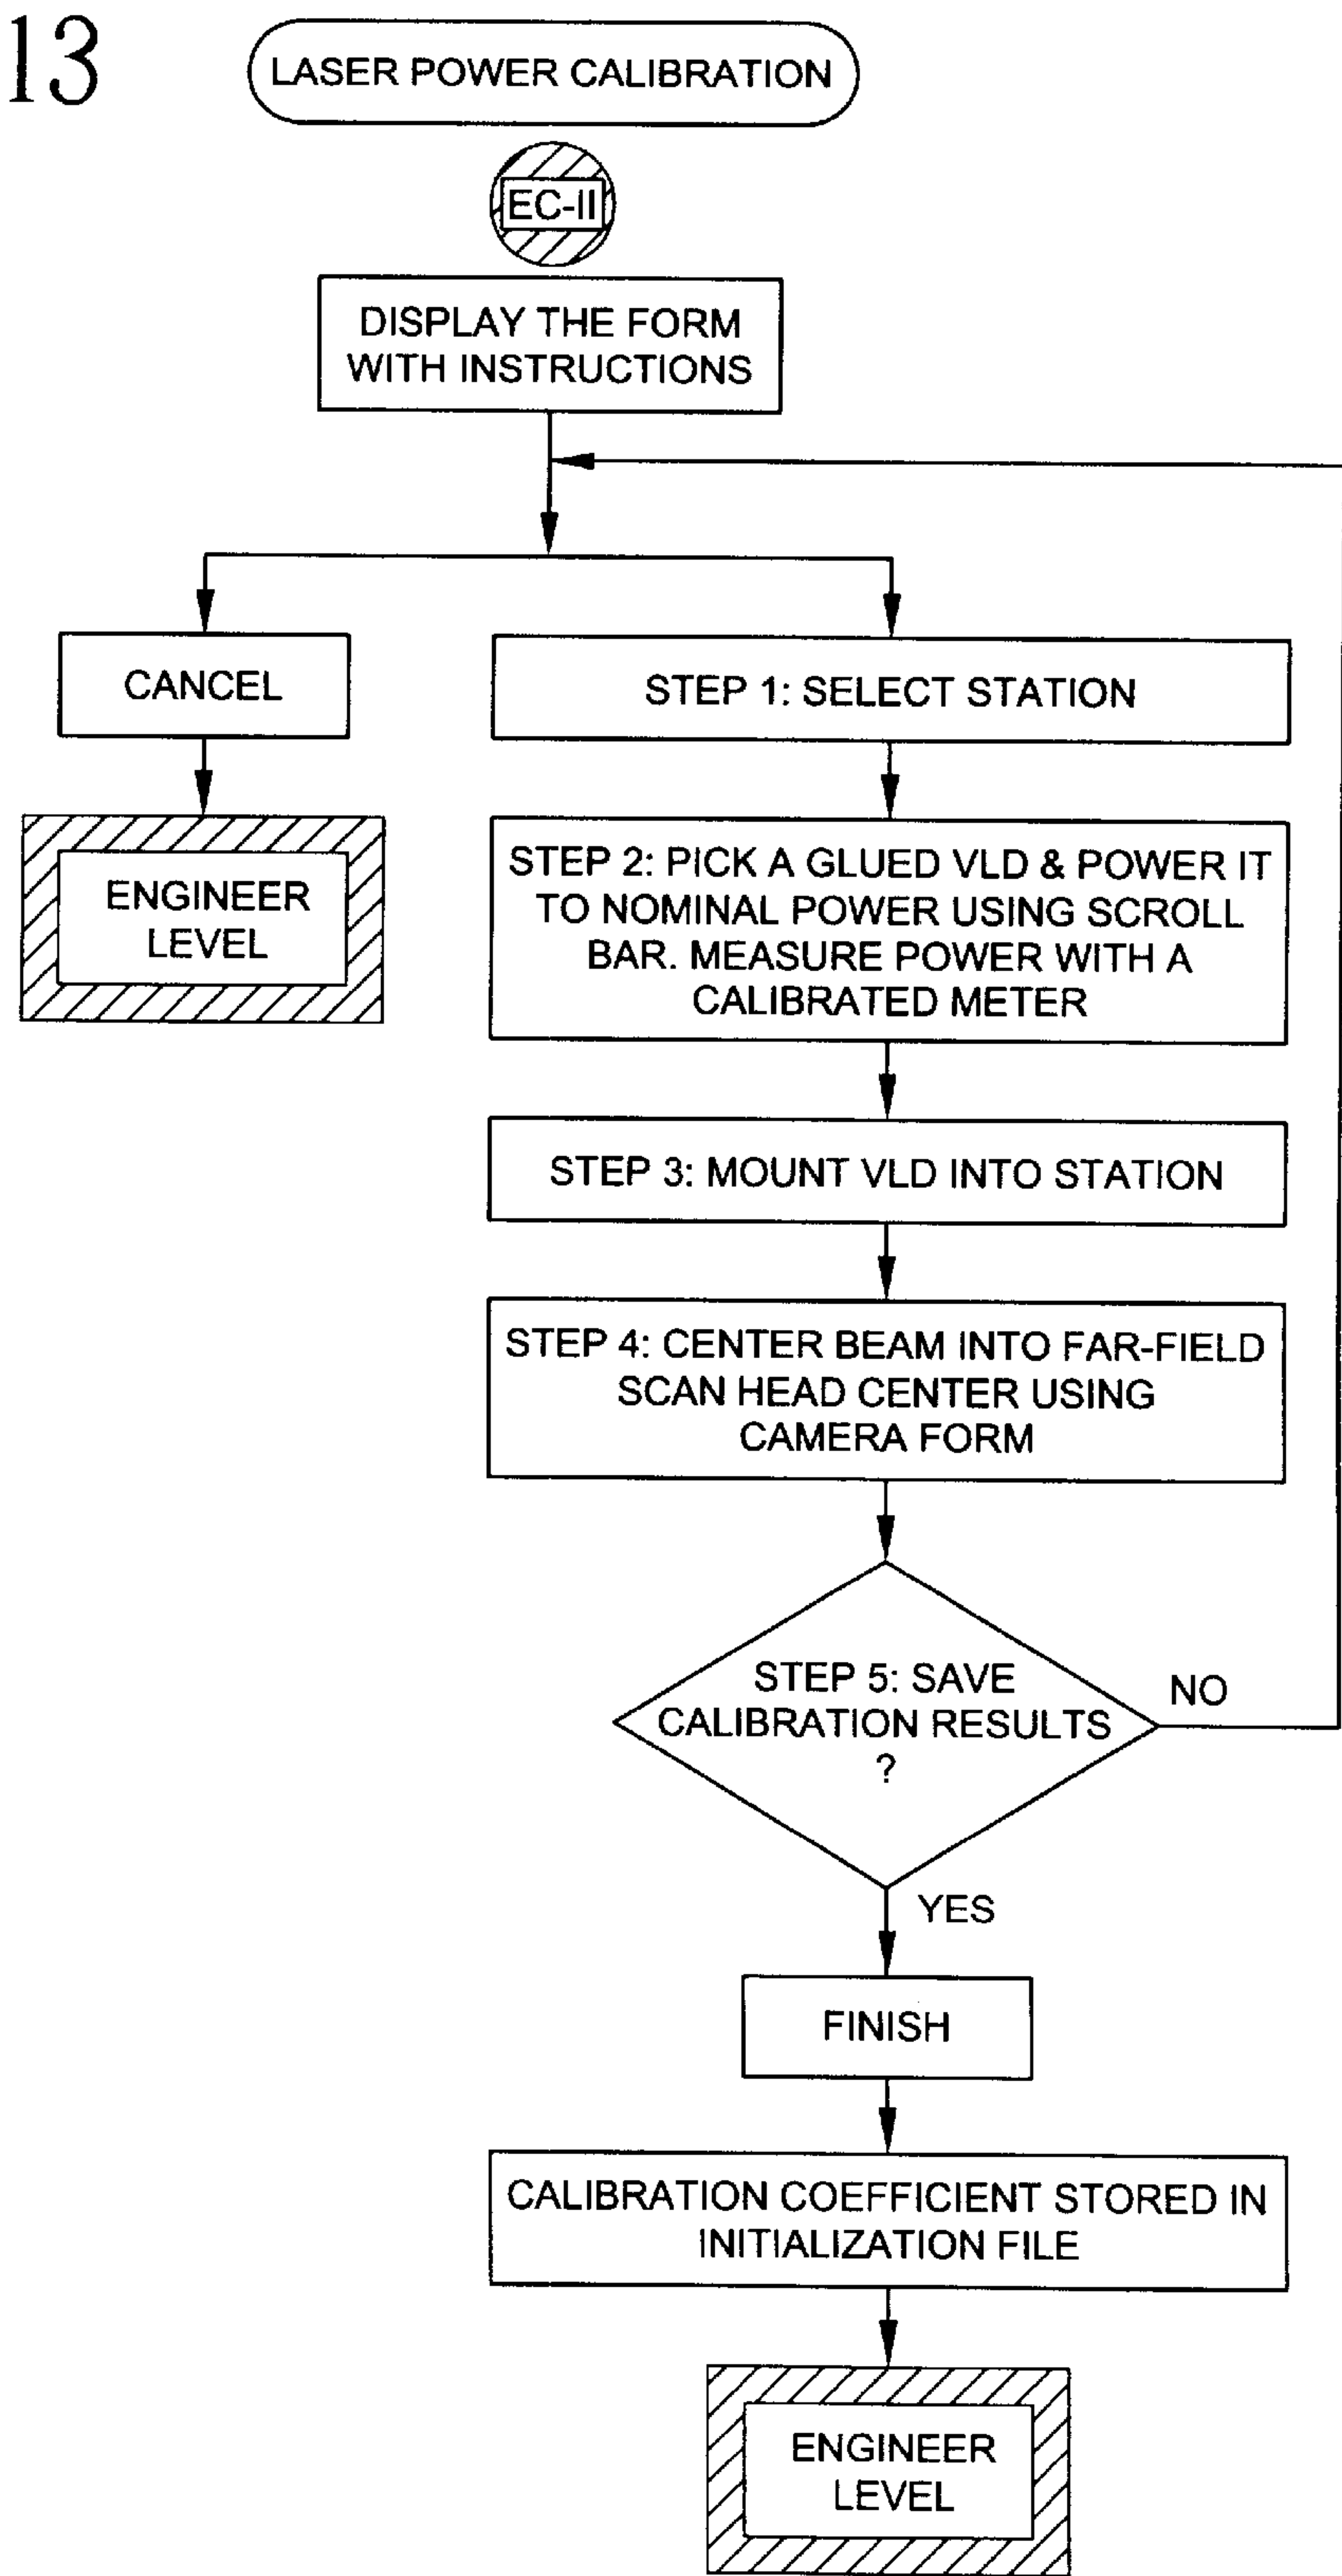 13
LASER POWER CALIBRATION
EC-II
DISPLAY THE FORM
WITH INSTRUCTIONS
CANCEL
ENGINEER
LEVEL
STEP 1: SELECT STATION
STEP 2: PICK A GLUED VLD & POWER IT
TO NOMINAL POWER USING SCROLL
BAR. MEASURE POWER WITH A
CALIBRATED METER
STEP 3: MOUNT VLD INTO STATION
STEP 4: CENTER BEAM INTO FAR-FIELD
SCAN HEAD CENTER USING
CAMERA FORM
STEP 5: SAVE
CALIBRATION RESULTS
?
NO
YES
FINISH
CALIBRATION COEFFICIENT STORED IN
INITIALIZATION FILE
ENGINEER
LEVEL